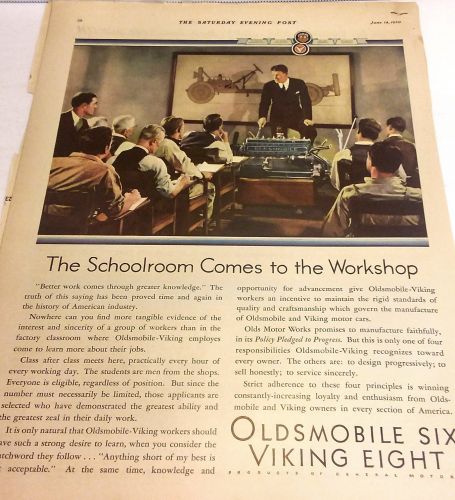 THE SATURDAY EVENING POST
June 14, 1930
The Schoolroom Comes to the Workshop
"Better work comes through greater knowledge." The
truth of this saying has been proved time and again in
the history of American industry.
Nowhere can you find more tangible evidence of the
interest and sincerity of a group of workers than in the
factory classroom where Oldsmobile-Viking employes
come to learn more about their jobs.
Class after class meets here, practically every hour of
every working day. The students are men from the shops.
Everyone is eligible, regardless of position. But since the
number must necessarily be limited, those applicants are
selected who have demonstrated the greatest ability and
the greatest zeal in their daily work.
It is only natural that Oldsmobile-Viking workers should
ave such a strong desire to learn, when you consider the
tchword they follow . . . "Anything short of my best is
t acceptable." At the same time, knowledge and
opportunity for advancement give Oldsmobile-Viking
workers an incentive to maintain the rigid standards of
quality and craftsmanship which govern the manufacture
of Oldsmobile and Viking motor cars.
Olds Motor Works promises to manufacture faithfully,
in its Policy Pledged to Progress. But this is only one of four
responsibilities Oldsmobile-Viking recognizes toward
every owner. The others are: to design progressively; to
sell honestly; to service sincerely.
Strict adherence to these four principles is winning
constantly-increasing loyalty and enthusiasm from Olds-
mobile and Viking owners in every section of America.
OLDSMOBILE SIX
VIKING EIGHT
PRODUCTS OF GENERAL MOTOR